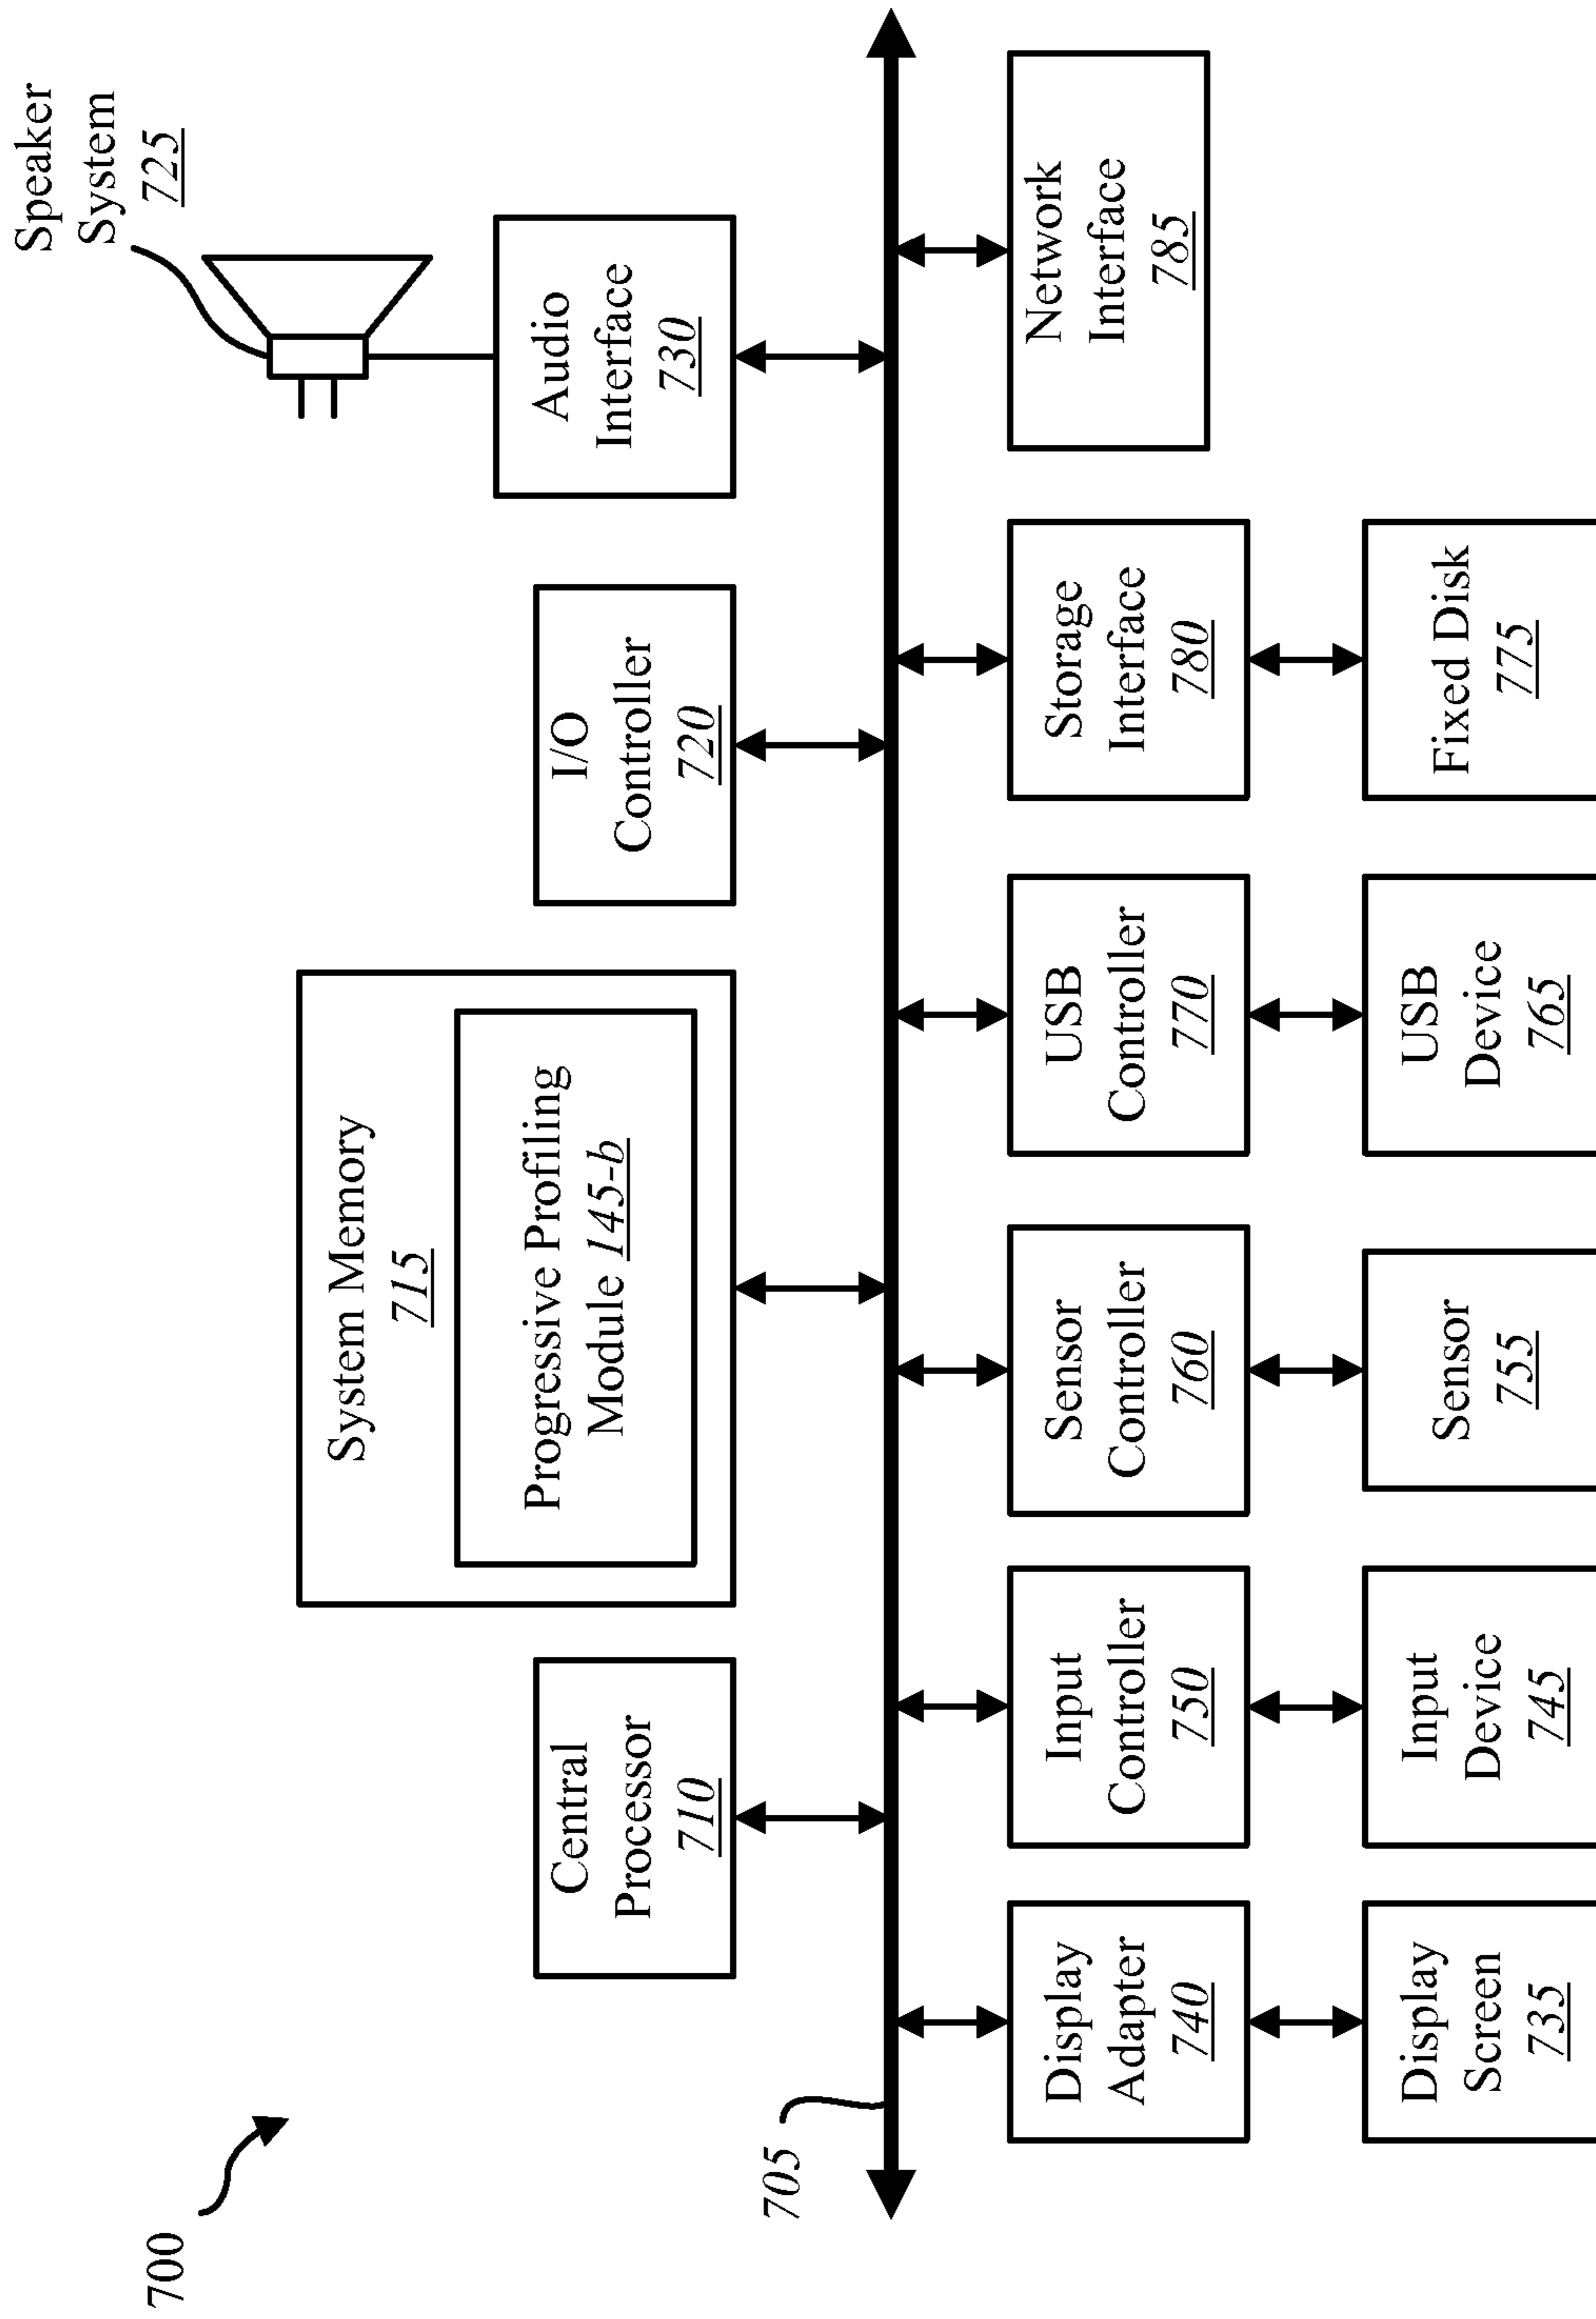 700
Speaker
System
725
Central
Processor
710
System Memory
715
Progressive Profiling
Module 145-b
I/O
Controller
720
Audio
Interface
730
705
Display
Adapter
740
Input
Controller
750
Sensor
Controller
760
USB
Controller
770
Storage
Interface
780
Network
Interface
785
Display
Screen
735
Input
Device
745
Sensor
755
USB
Device
765
Fixed Disk
775